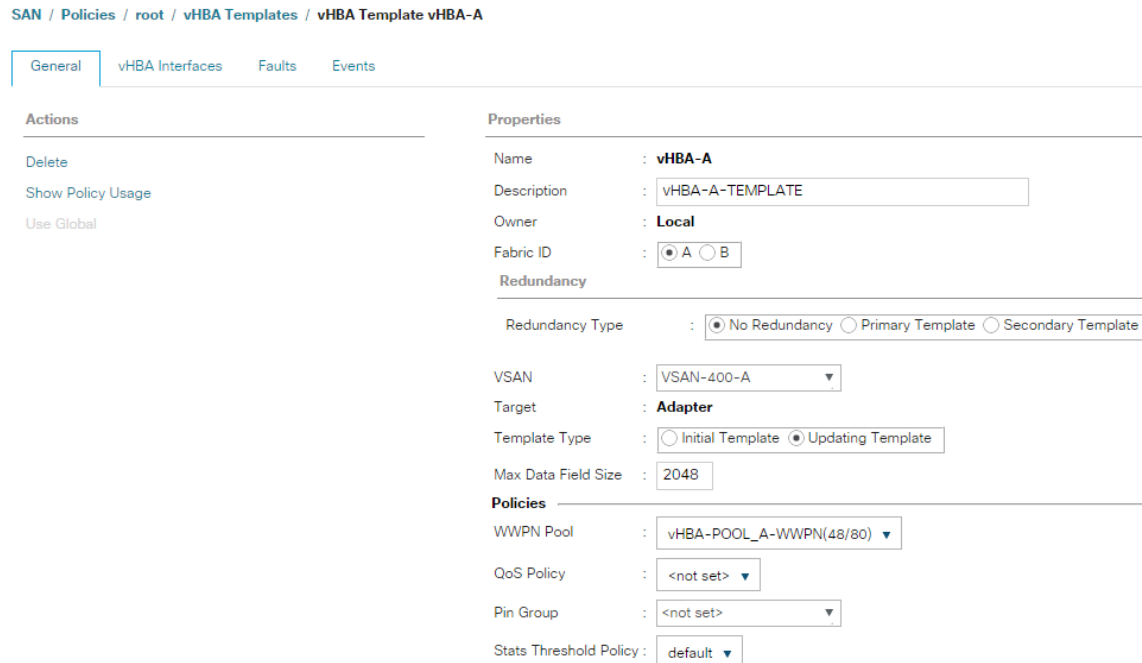 SAN / Policies / root / vHBA Templates / vHBA Template vHBA-A
General vHBA Interfaces Faults Events
Actions
Delete
Show Policy Usage
Use Global
Properties
Name : vHBA-A
Description : vHBA-A-TEMPLATE
Owner : Local
Fabric ID : A B
Redundancy
Redundancy Type : No Redundancy Primary Template Secondary Template
VSAN : VSAN-400-A
Target : Adapter
Template Type : Initial Template Updating Template
Max Data Field Size : 2048
Policies
WWPN Pool : vHBA-POOL_A-WWPN(48/80)
QoS Policy : <not set>
Pin Group : <not set>
Stats Threshold Policy : default